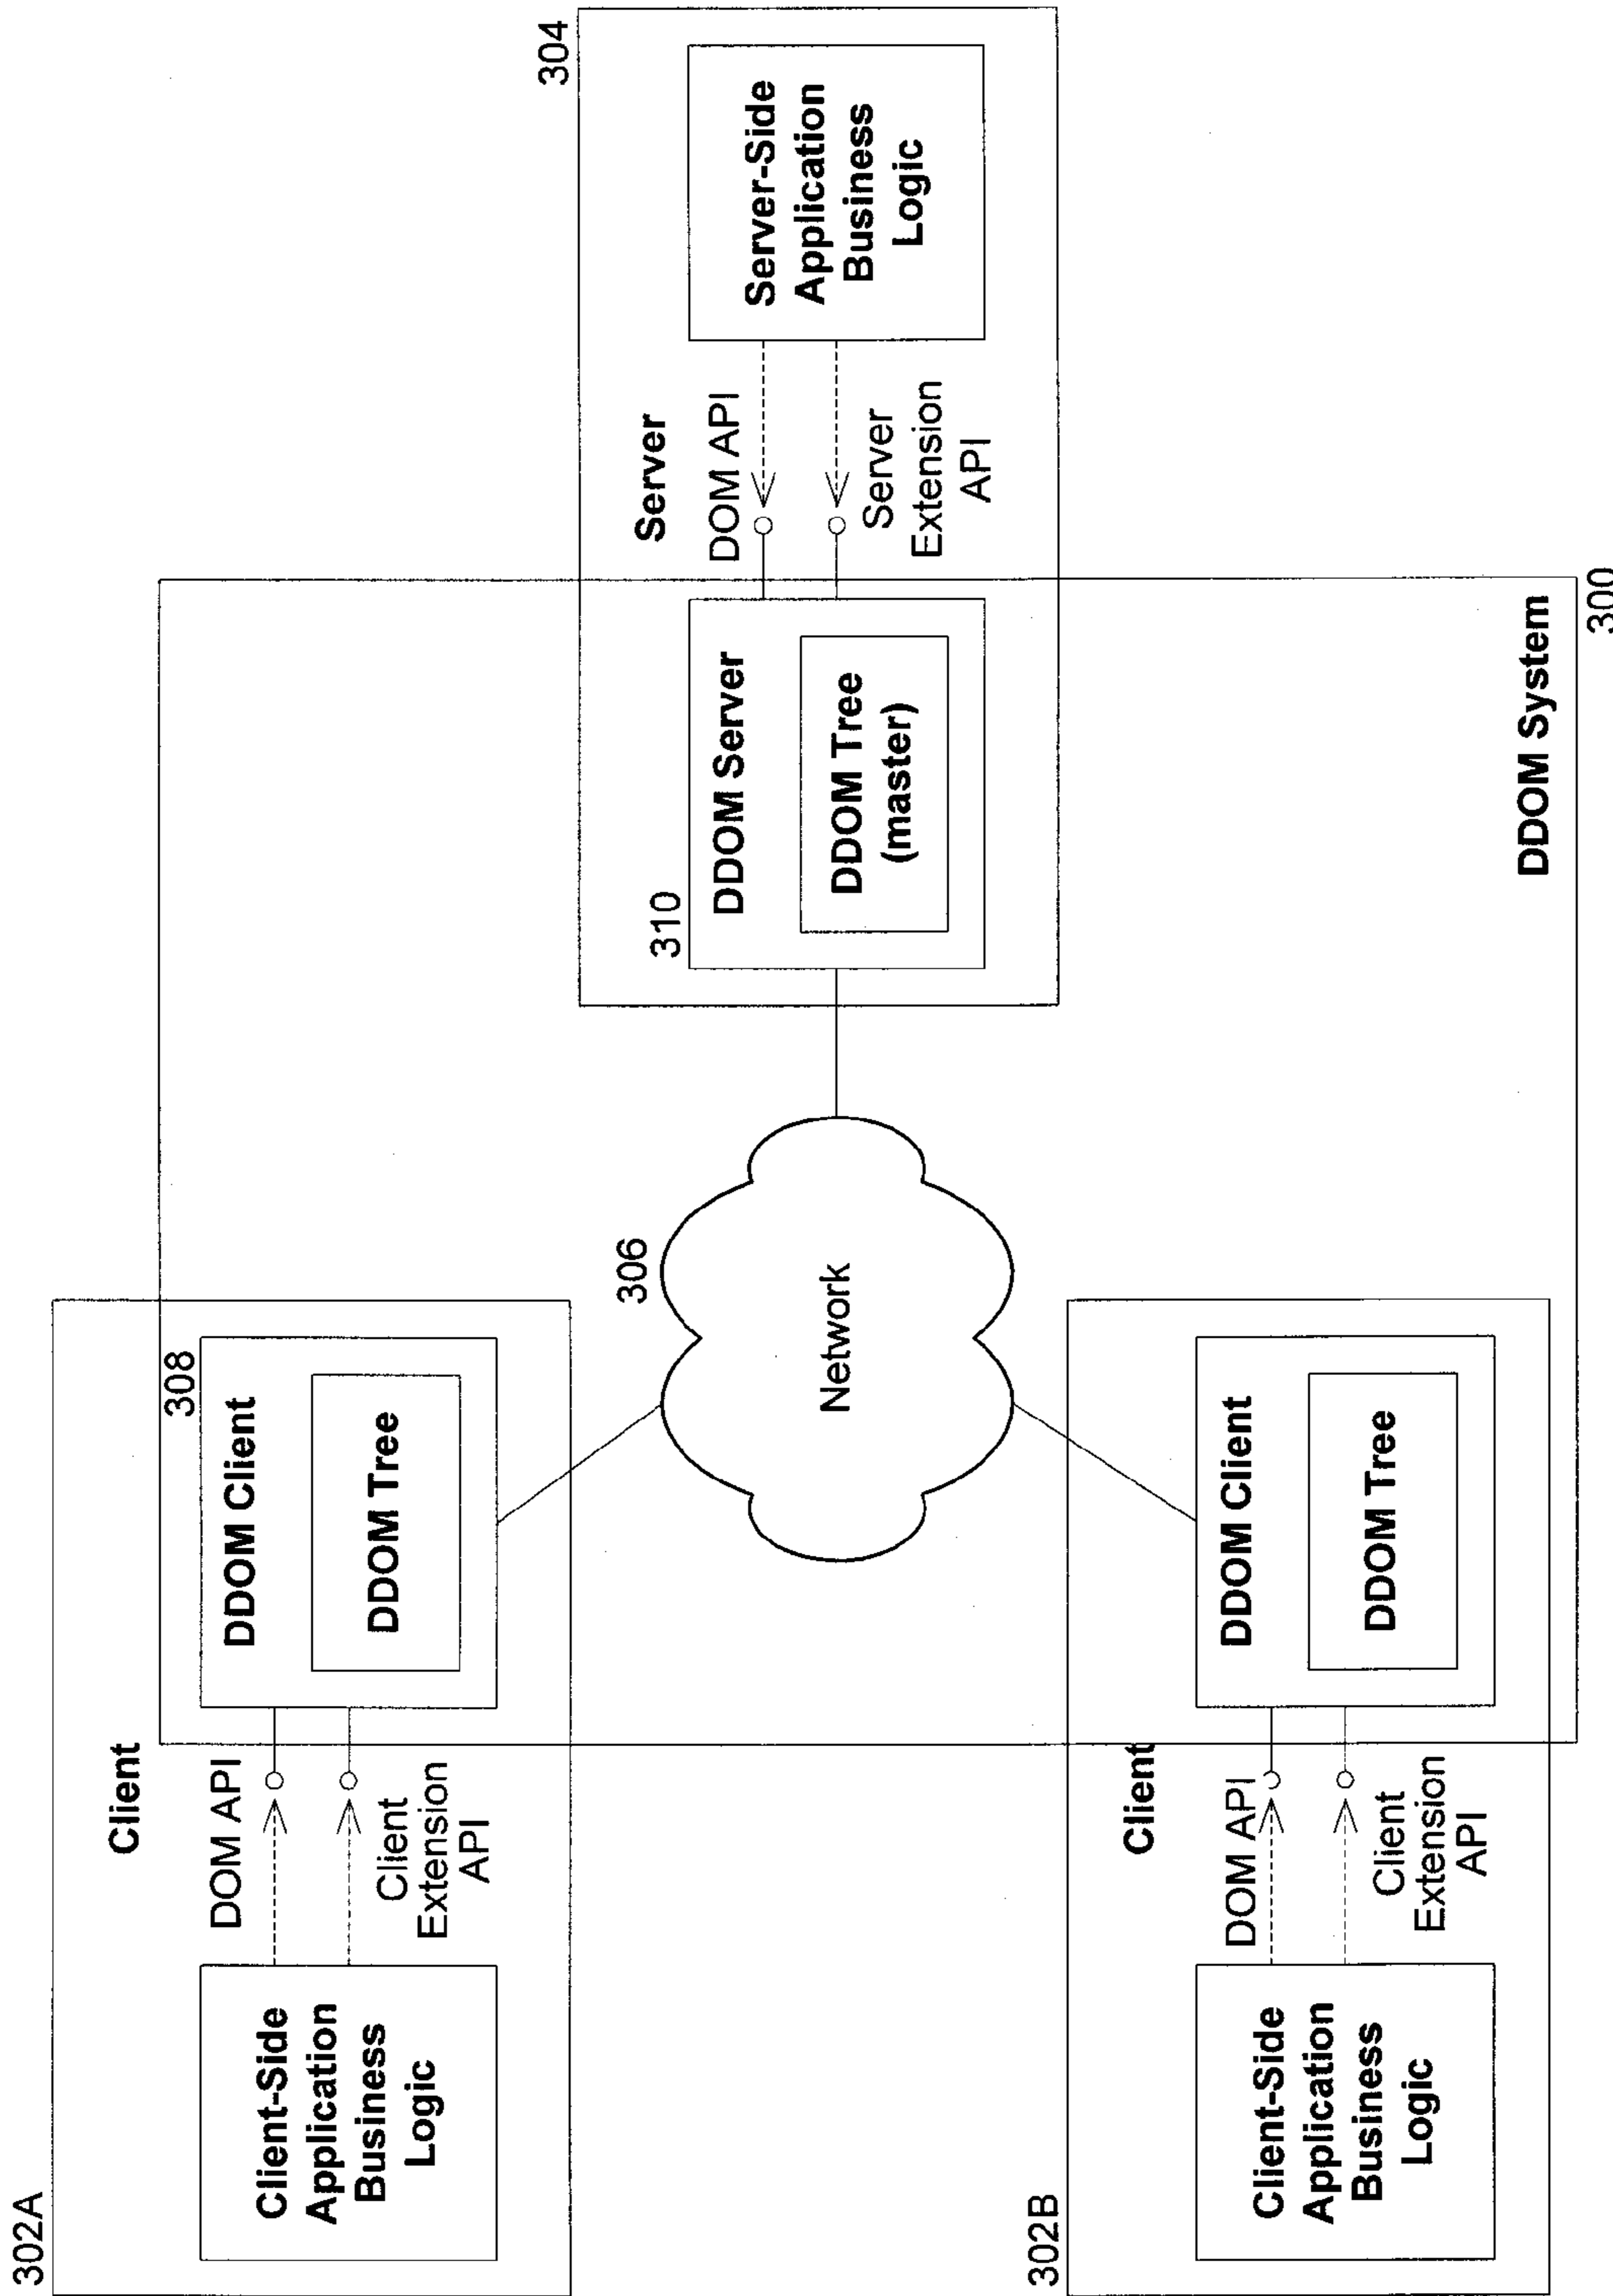 302A
Client
308
Client-Side
Application
Business
Logic
DOM API
Client
Extension
API
DDOM Client
DDOM Tree
306
Network
302B
Client
Client-Side
Application
Business
Logic
DOM API
Client
Extension
API
DDOM Client
DDOM Tree
304
Server
310
DDOM Server
DDOM Tree
(master)
DOM API
Server
Extension
API
Server-Side
Application
Business
Logic
DDOM System
300